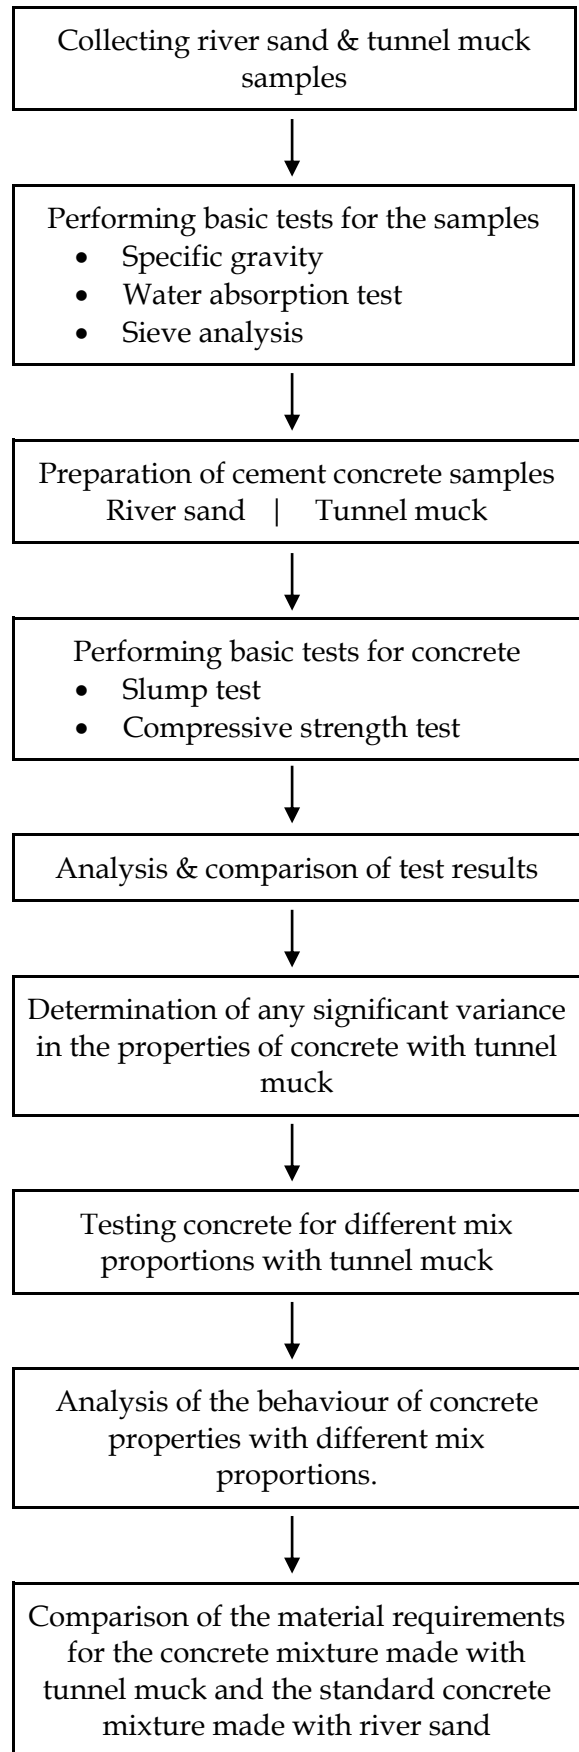 Collecting river sand & tunnel muck
samples
Performing basic tests for the samples
• Specific gravity
• Water absorption test
• Sieve analysis
Preparation of cement concrete samples
River sand | Tunnel muck
Performing basic tests for concrete
• Slump test
• Compressive strength test
Analysis & comparison of test results
Determination of any significant variance
in the properties of concrete with tunnel
muck
Testing concrete for different mix
proportions with tunnel muck
Analysis of the behaviour of concrete
properties with different mix
proportions.
Comparison of the material requirements
for the concrete mixture made with
tunnel muck and the standard concrete
mixture made with river sand